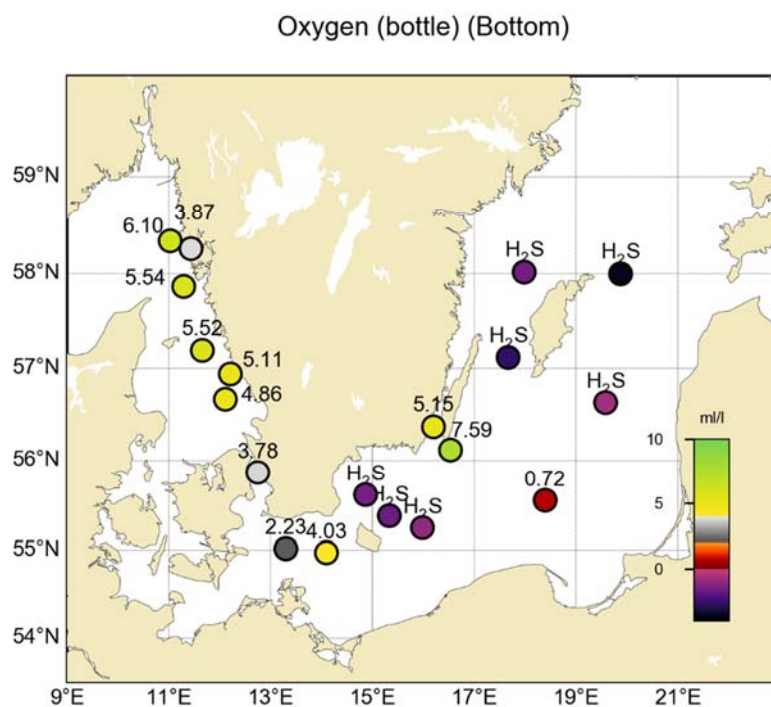 Oxygen (bottle) (Bottom)
59°N
3.87
6.10
H₂S
H₂S
58°N
5.54
5.52
5.11
57°N
4.86
H₂S
5.15
ml/l
7.59
10
56°N
3.78
H₂S
H₂S
H₂S
0.72
5
2.23
4.03
55°N
0
54°N
9°E
11°E
13°E
15°E
17°E
19°E
21°E